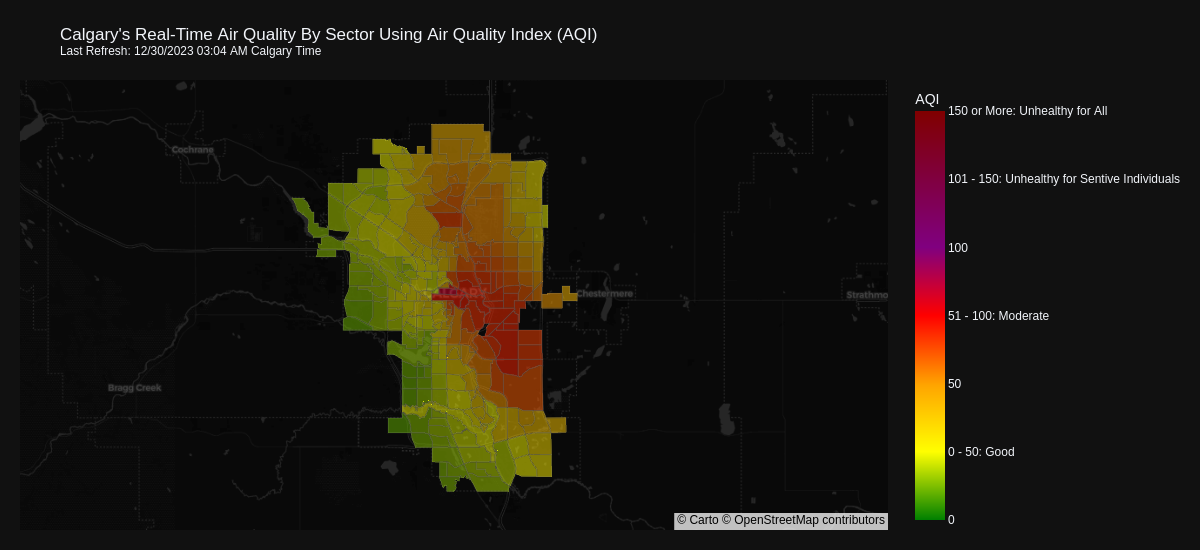 Calgary's Real-Time Air Quality By Sector Using Air Quality Index (AQI)
Last Refresh: 12/30/2023 03:04 AM Calgary Time
AQI
150 or More: Unhealthy for All
Cochrane
101 - 150: Unhealthy for Sentive Individuals
100
CALGARY
Chestermere
Strathmo
51 - 100: Moderate
Bragg Creek
50
0 - 50: Good
© Carto © OpenStreetMap contributors
0